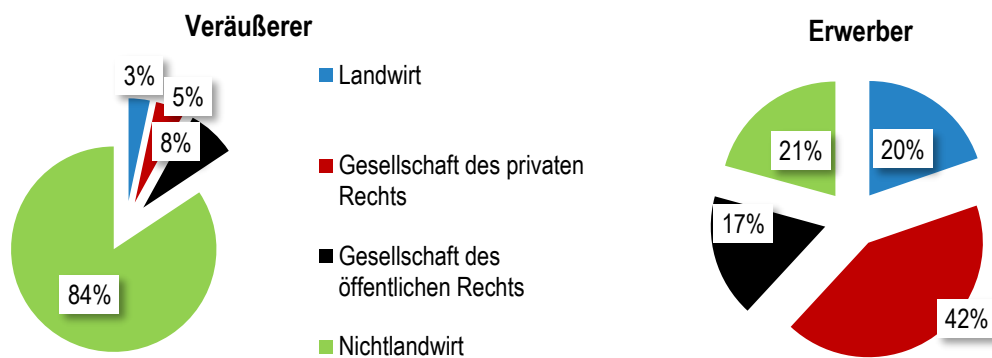 Veräußerer
3%
5%
8%
84%
Landwirt
Gesellschaft des privaten
Rechts
Gesellschaft des
öffentlichen Rechts
Nichtlandwirt
Erwerber
21%
20%
17%
42%